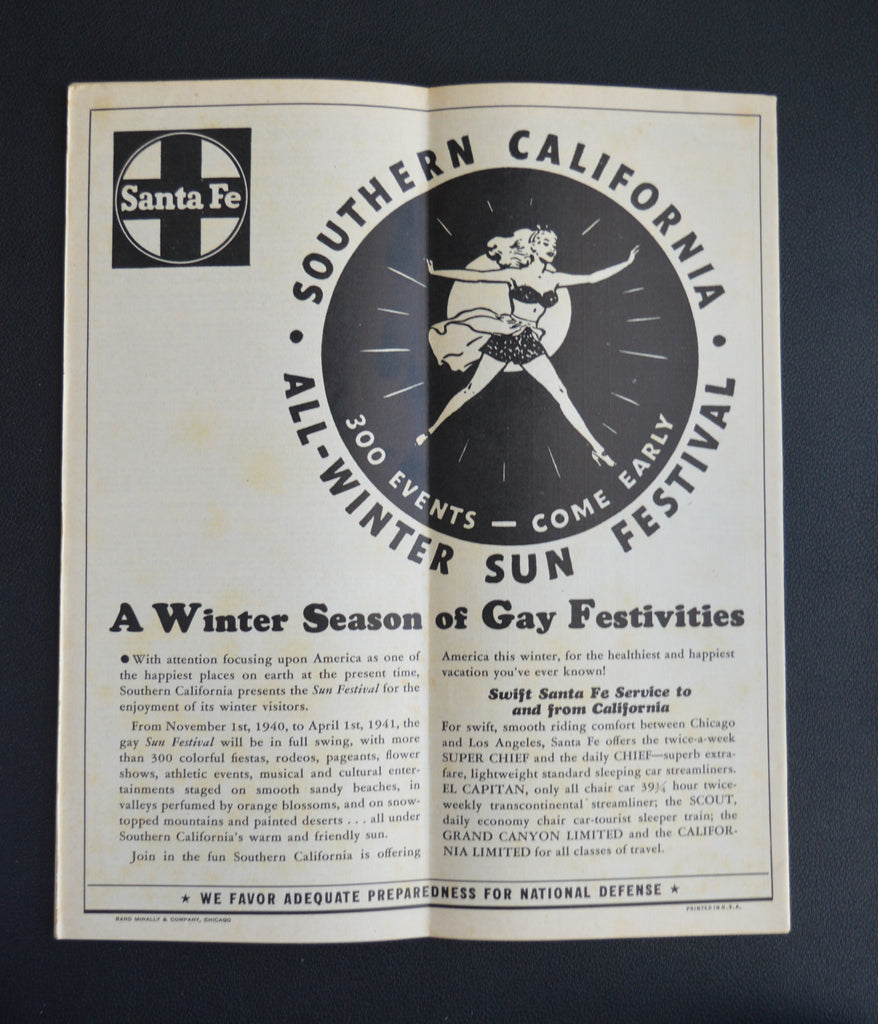 Santa Fe
• SOUTHERN CALIFORNIA •
ALL-WINTER SUN FESTIVAL
300 EVENTS — COME EARLY
A Winter Season of Gay Festivities
• With attention focusing upon America as one of
the happiest places on earth at the present time,
Southern California presents the Sun Festival for the
enjoyment of its winter visitors.
From November 1st, 1940, to April 1st, 1941, the
gay Sun Festival will be in full swing, with more
than 300 colorful fiestas, rodeos, pageants, flower
shows, athletic events, musical and cultural enter-
tainments staged on smooth sandy beaches, in
valleys perfumed by orange blossoms, and on snow-
topped mountains and painted deserts . . . all under
Southern California's warm and friendly sun.
Join in the fun Southern California is offering
America this winter, for the healthiest and happiest
vacation you've ever known!
Swift Santa Fe Service to
and from California
For swift, smooth riding comfort between Chicago
and Los Angeles, Santa Fe offers the twice-a-week
SUPER CHIEF and the daily CHIEF—superb extra-
fare, lightweight standard sleeping car streamliners.
EL CAPITAN, only all chair car 39¾ hour twice-
weekly transcontinental streamliner; the SCOUT,
daily economy chair car-tourist sleeper train; the
GRAND CANYON LIMITED and the CALIFOR-
NIA LIMITED for all classes of travel.
★ WE FAVOR ADEQUATE PREPAREDNESS FOR NATIONAL DEFENSE ★
RAND MCNALLY & COMPANY, CHICAGO
PRINTED IN U.S.A.